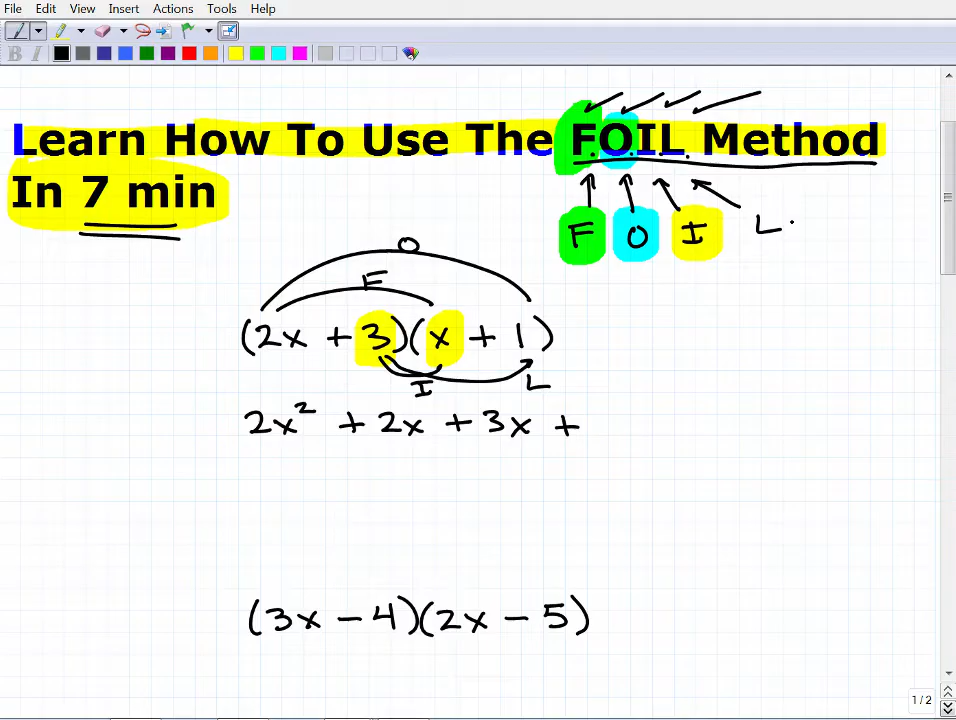 File Edit View Insert Actions Tools Help
B I
Learn How To Use The FOIL Method
In 7 min
F O I L
O
F
(2x + 3)(x + 1)
I L
2x² + 2x + 3x +
(3x - 4)(2x - 5)
1 / 2